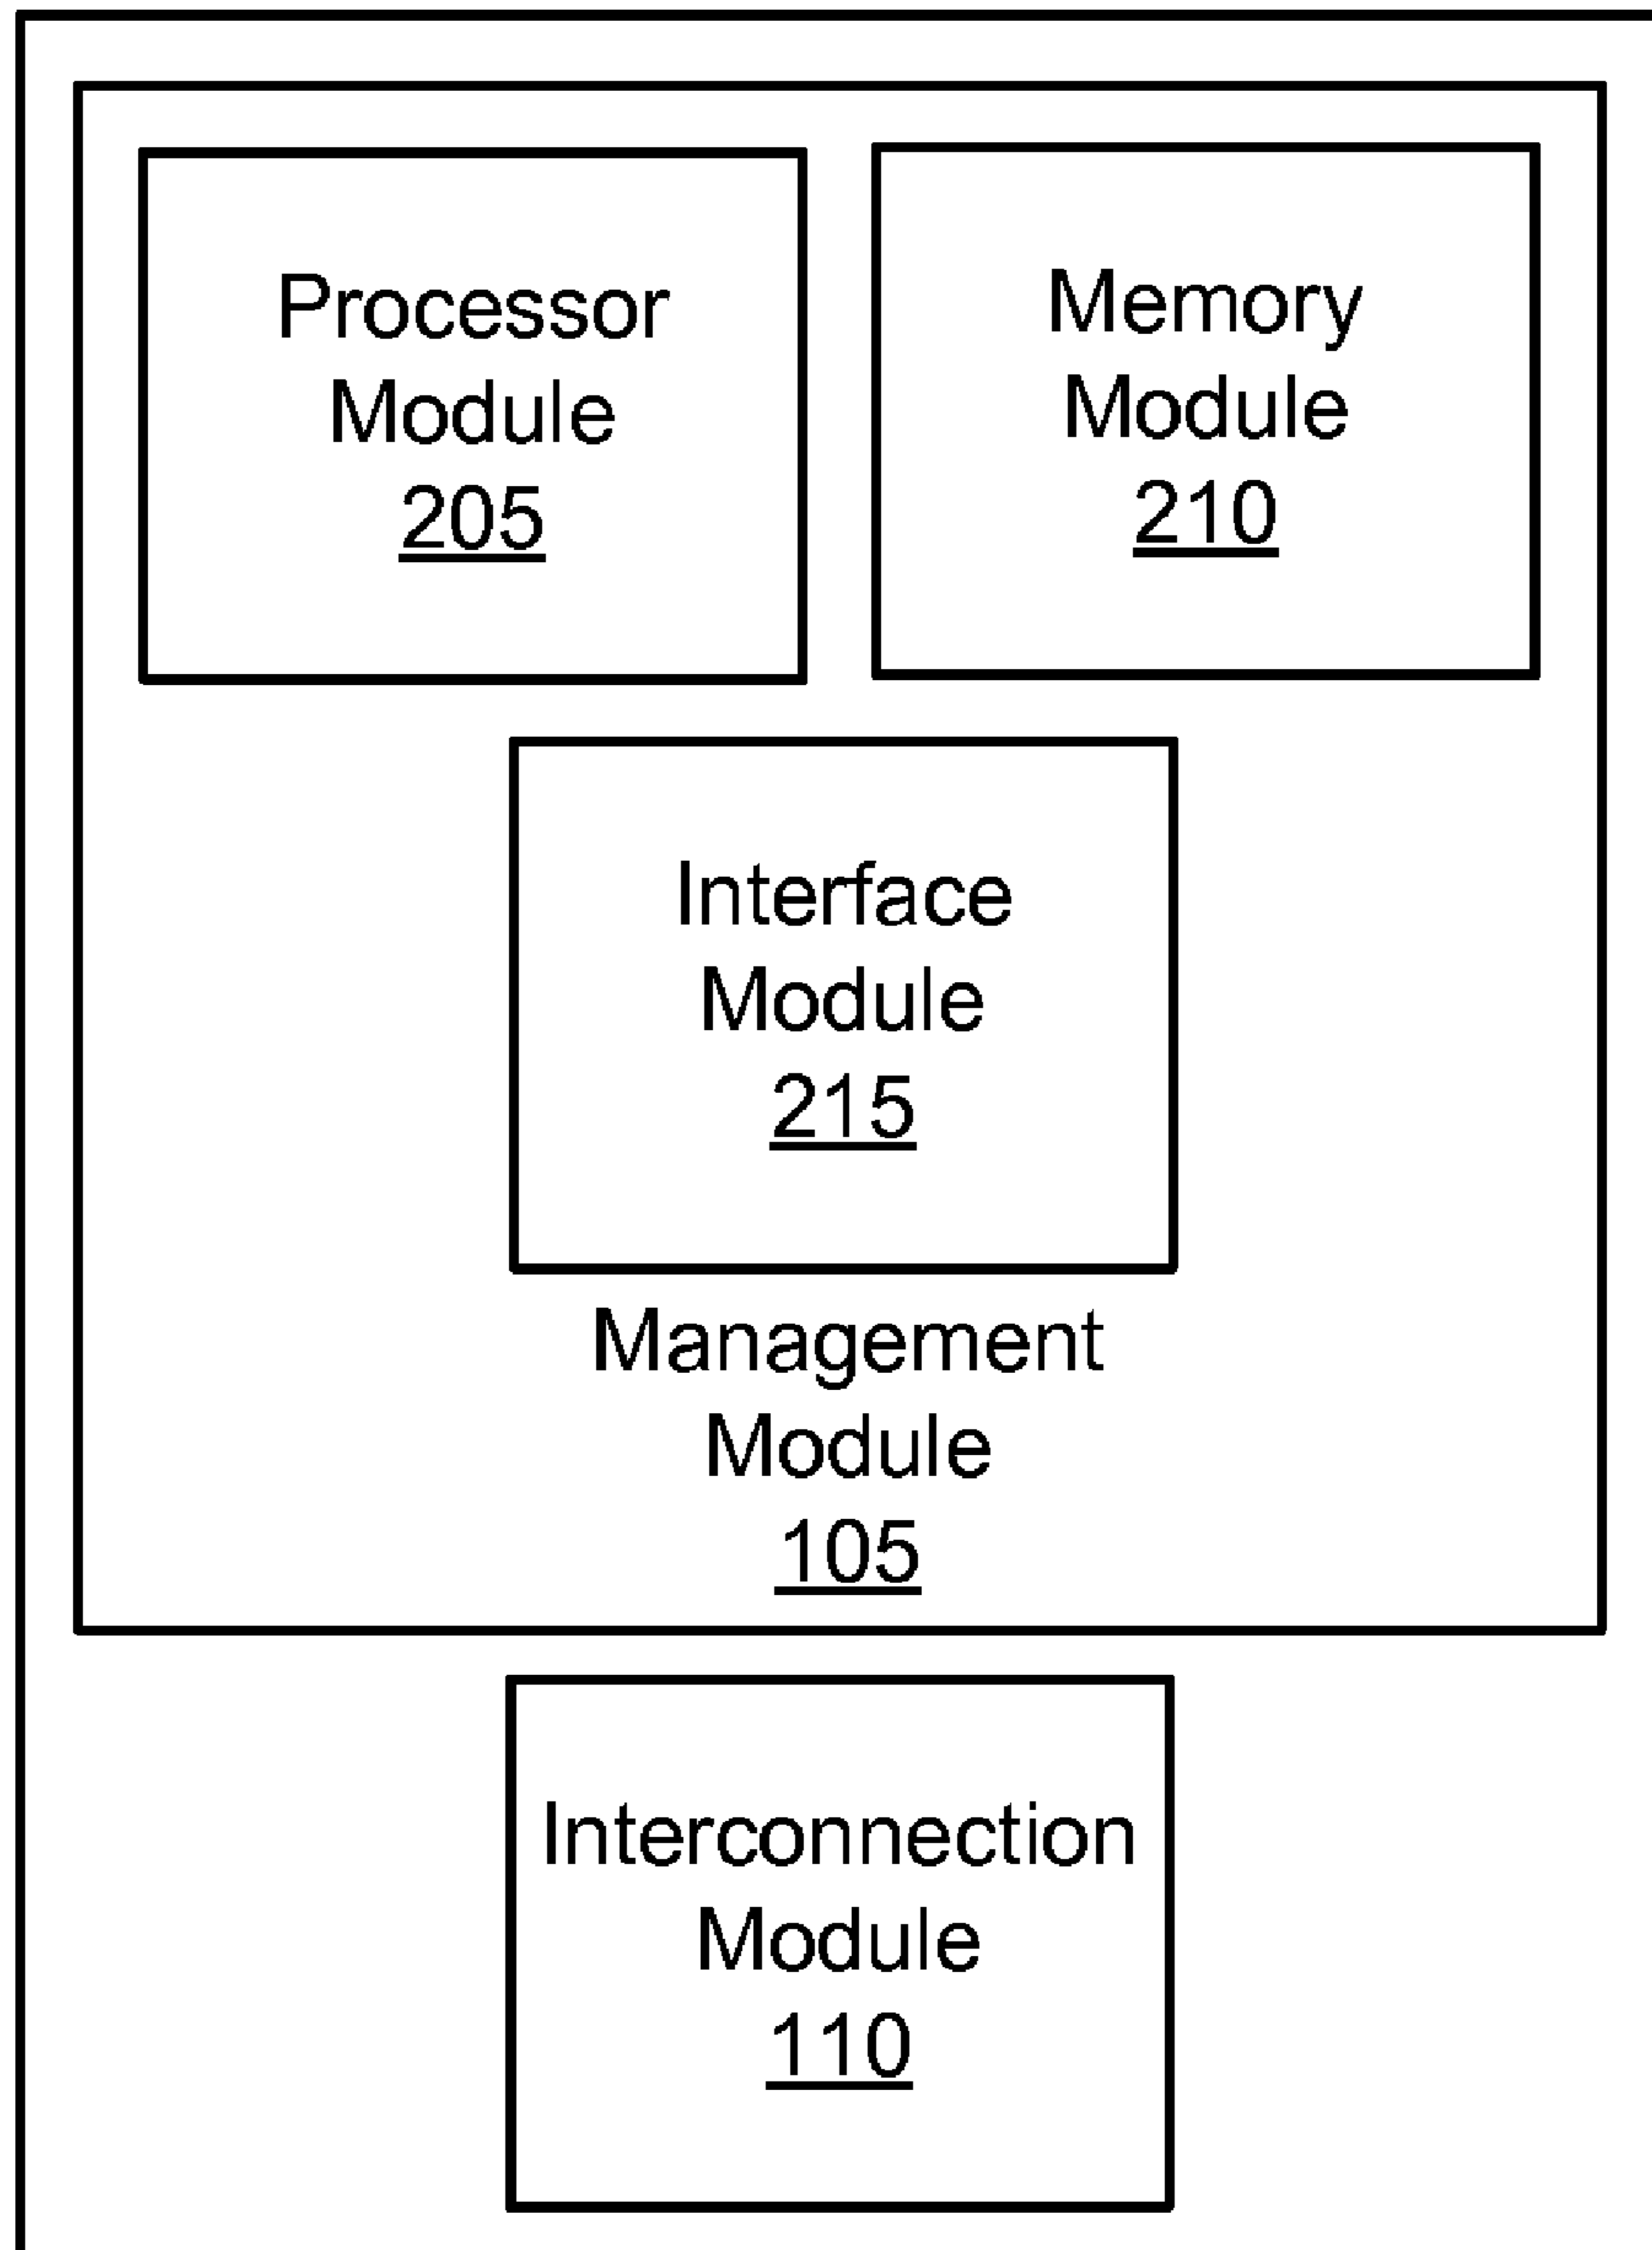 Processor
Module
205
Memory
Module
210
Interface
Module
215
Management
Module
105
Interconnection
Module
110